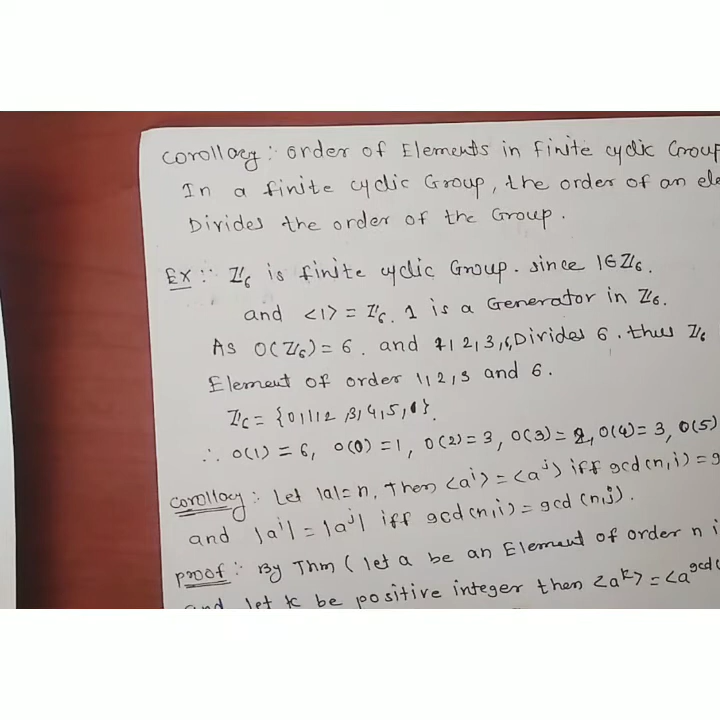 Corollary : Order of Elements in finite cyclic Group
In a finite cyclic Group, the order of an ele
Divides the order of the Group.
Ex :: Z₆ is finite cyclic Group. since 1∈Z₆.
and <1> = Z₆. 1 is a Generator in Z₆.
As O(Z₆) = 6. and 1, 2, 3, 6, Divides 6. thus Z₆
Element of order 1, 2, 3 and 6.
Z₆ = {0, 1, 2, 3, 4, 5, }.
∴ O(1) = 6, O(0) = 1, O(2) = 3, O(3) = 2, O(4) = 3, O(5)
Corollary : Let |a| = n, Then <aⁱ> = <aʲ> iff gcd(n,i) = g
and |aⁱ| = |aʲ| iff gcd(n,i) = gcd(n,j).
proof :- By Thm ( let a be an Element of order n i
and let k be positive integer then <aᵏ> = <a^gcd(